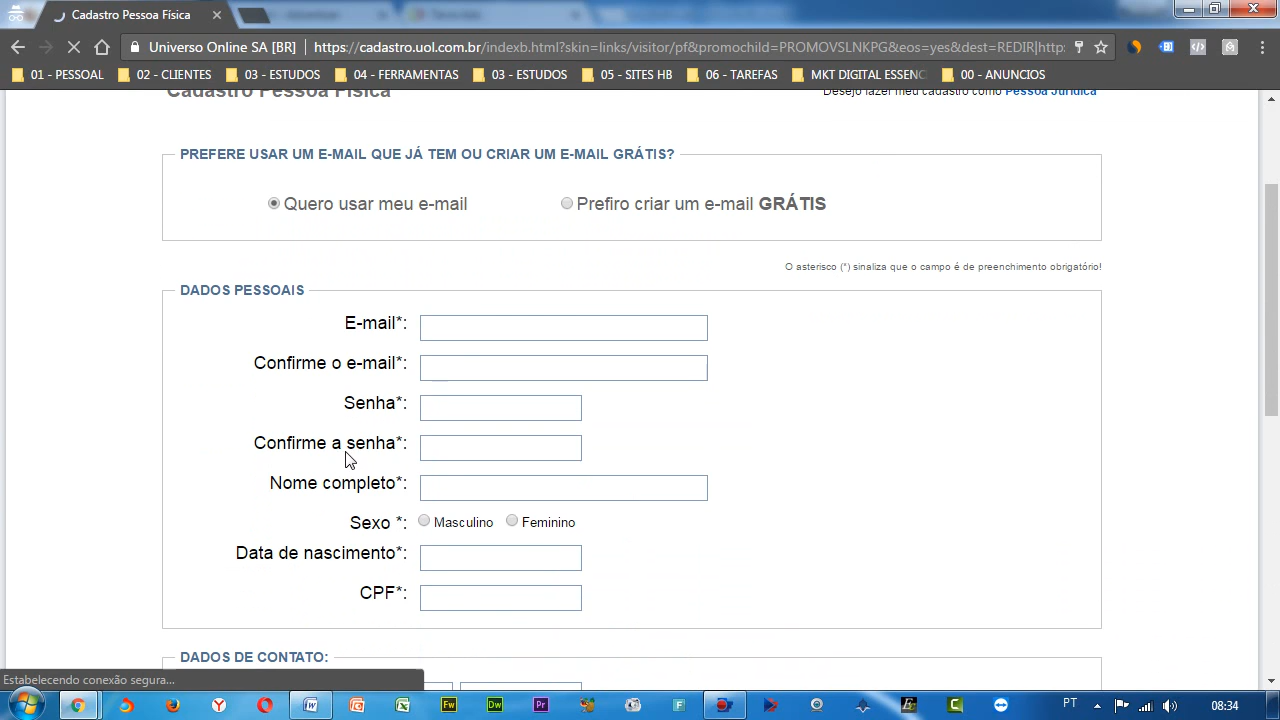 Cadastro Pessoa Física
Universo Online SA [BR] https://cadastro.uol.com.br/indexb.html?skin=links/visitor/pf&promochild=PROMOVSLNKPG&eos=yes&dest=REDIR|http:
01 - PESSOAL 02 - CLIENTES 03 - ESTUDOS 04 - FERRAMENTAS 03 - ESTUDOS 05 - SITES HB 06 - TAREFAS MKT DIGITAL ESSENC 00 - ANUNCIOS
Cadastro Pessoa Física Desejo fazer meu cadastro como Pessoa Jurídica
PREFERE USAR UM E-MAIL QUE JÁ TEM OU CRIAR UM E-MAIL GRÁTIS?
Quero usar meu e-mail Prefiro criar um e-mail GRÁTIS
O asterisco (*) sinaliza que o campo é de preenchimento obrigatório!
DADOS PESSOAIS
E-mail*:
Confirme o e-mail*:
Senha*:
Confirme a senha*:
Nome completo*:
Sexo *: Masculino Feminino
Data de nascimento*:
CPF*:
DADOS DE CONTATO:
Estabelecendo conexão segura...
Fw Dw Pr F PT 08:34